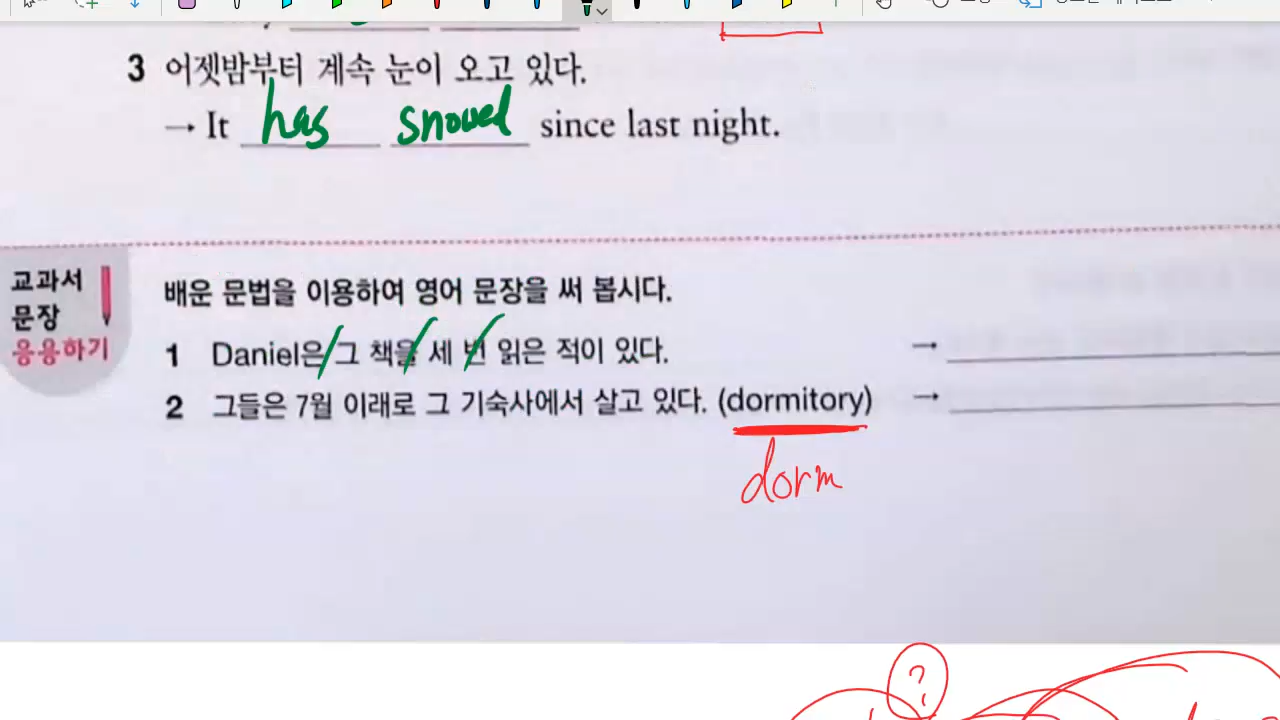 3 어젯밤부터 계속 눈이 오고 있다.
→ It has snowed since last night.
교과서
문장
응용하기
배운 문법을 이용하여 영어 문장을 써 봅시다.
1 Daniel은 그 책을 세 번 읽은 적이 있다. →
2 그들은 7월 이래로 그 기숙사에서 살고 있다. (dormitory) →
dorm
?